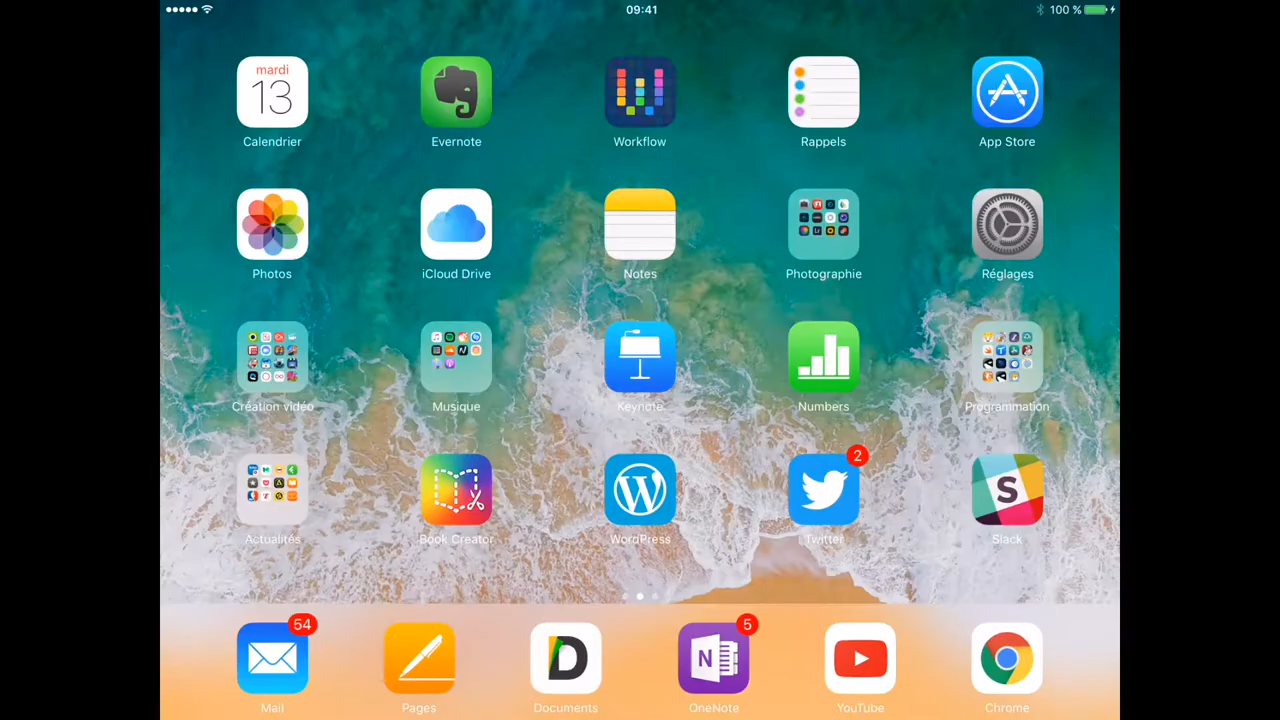 09:41
100 %
mardi
13
Calendrier
Evernote
Workflow
Rappels
App Store
Photos
iCloud Drive
Notes
Photographie
Réglages
Création vidéo
Musique
Keynote
Numbers
Programmation
2
S
Actualités
Book Creator
WordPress
Twitter
Slack
54
5
D
N
Mail
Pages
Documents
OneNote
YouTube
Chrome